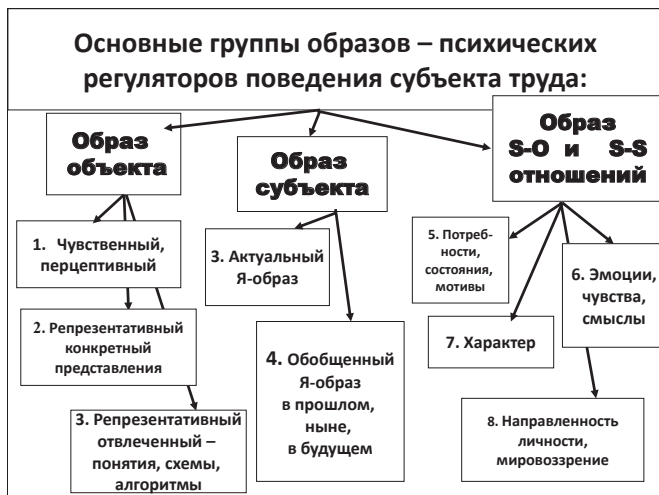 Основные группы образов – психических
регуляторов поведения субъекта труда:
Образ
объекта
1. Чувственный,
перцептивный
2. Репрезентативный
конкретный
представления
3. Репрезентативный
отвлеченный –
понятия, схемы,
алгоритмы
Образ
субъекта
3. Актуальный
Я-образ
4. Обобщенный
Я-образ
в прошлом,
ныне,
в будущем
Образ
S-O и S-S
отношений
5. Потреб-
ности,
состояния,
мотивы
6. Эмоции,
чувства,
смыслы
7. Характер
8. Направленность
личности,
мировоззрение